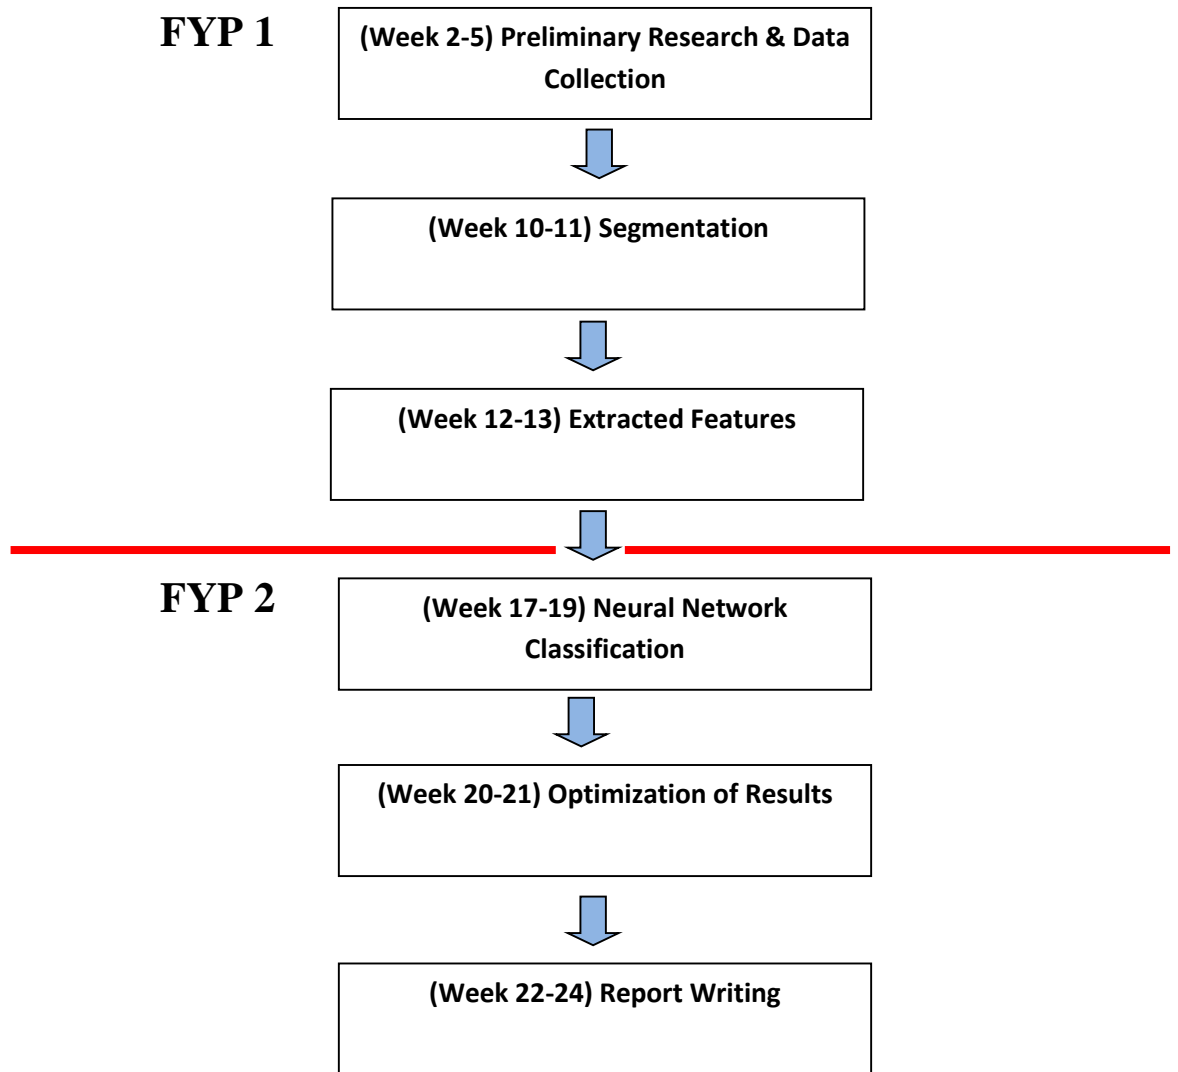 FYP 1
(Week 2-5) Preliminary Research & Data
Collection
(Week 10-11) Segmentation
(Week 12-13) Extracted Features
FYP 2
(Week 17-19) Neural Network
Classification
(Week 20-21) Optimization of Results
(Week 22-24) Report Writing